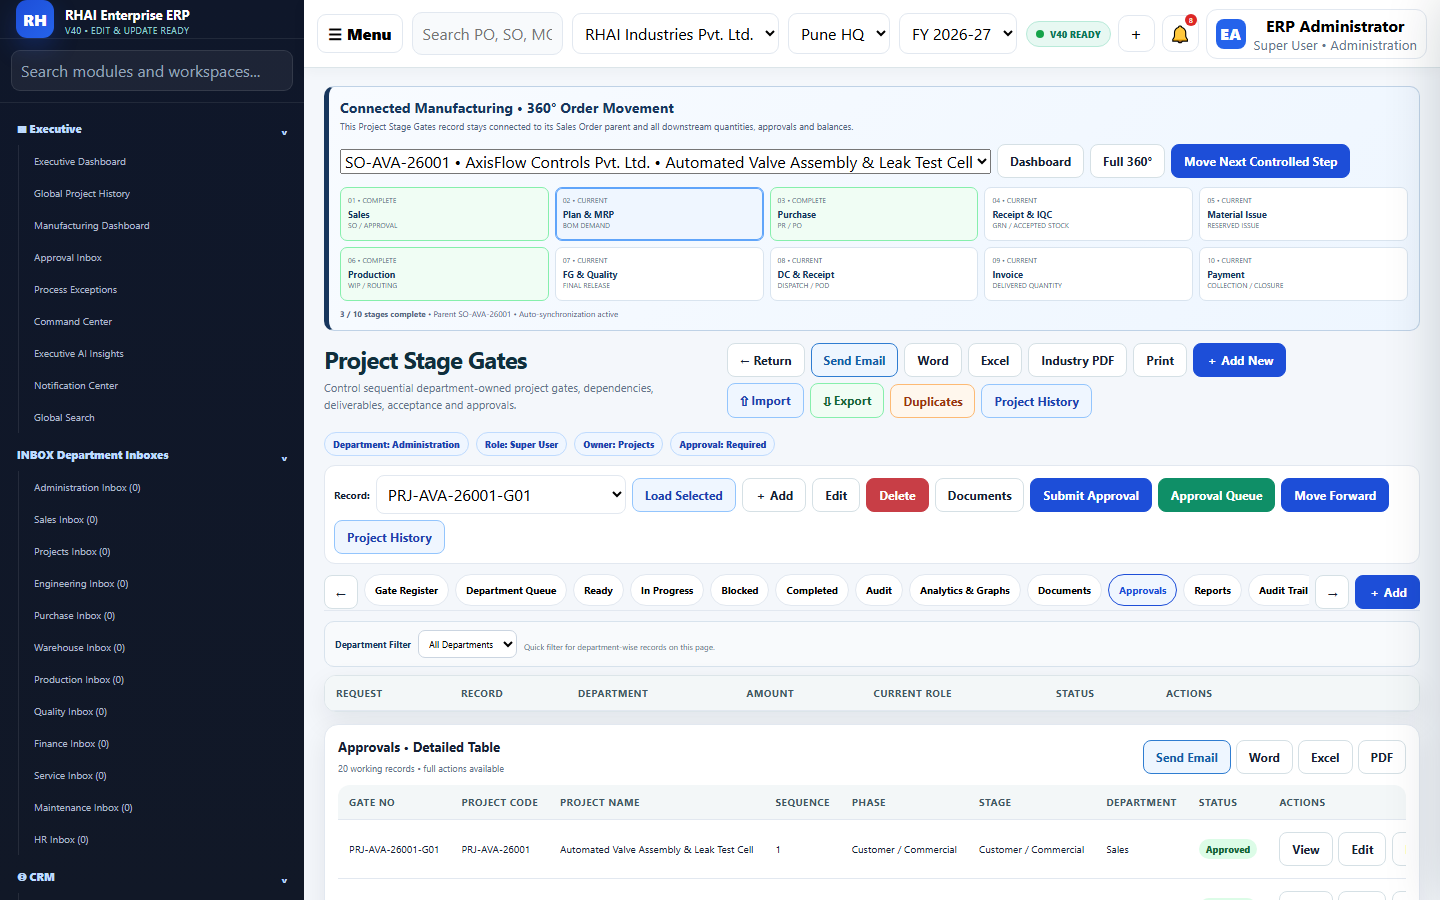 RH
RHAI Enterprise ERP
V40 • EDIT & UPDATE READY
Search modules and workspaces...
Executive
Executive Dashboard
Global Project History
Manufacturing Dashboard
Approval Inbox
Process Exceptions
Command Center
Executive AI Insights
Notification Center
Global Search
INBOX Department Inboxes
Administration Inbox (0)
Sales Inbox (0)
Projects Inbox (0)
Engineering Inbox (0)
Purchase Inbox (0)
Warehouse Inbox (0)
Production Inbox (0)
Quality Inbox (0)
Finance Inbox (0)
Service Inbox (0)
Maintenance Inbox (0)
HR Inbox (0)
CRM
☰ Menu
Search PO, SO, MO
RHAI Industries Pvt. Ltd.
Pune HQ
FY 2026-27
V40 READY
+
8
EA
ERP Administrator
Super User • Administration
Connected Manufacturing • 360° Order Movement
This Project Stage Gates record stays connected to its Sales Order parent and all downstream quantities, approvals and balances.
SO-AVA-26001 • AxisFlow Controls Pvt. Ltd. • Automated Valve Assembly & Leak Test Cell
Dashboard
Full 360°
Move Next Controlled Step
01 • COMPLETE
Sales
SO / APPROVAL
02 • CURRENT
Plan & MRP
BOM DEMAND
03 • COMPLETE
Purchase
PR / PO
04 • CURRENT
Receipt & IQC
GRN / ACCEPTED STOCK
05 • CURRENT
Material Issue
RESERVED ISSUE
06 • COMPLETE
Production
WIP / ROUTING
07 • CURRENT
FG & Quality
FINAL RELEASE
08 • CURRENT
DC & Receipt
DISPATCH / POD
09 • CURRENT
Invoice
DELIVERED QUANTITY
10 • CURRENT
Payment
COLLECTION / CLOSURE
3 / 10 stages complete • Parent SO-AVA-26001 • Auto-synchronization active
Project Stage Gates
Control sequential department-owned project gates, dependencies,
deliverables, acceptance and approvals.
← Return
Send Email
Word
Excel
Industry PDF
Print
+ Add New
⇧ Import
⇩ Export
Duplicates
Project History
Department: Administration
Role: Super User
Owner: Projects
Approval: Required
Record:
PRJ-AVA-26001-G01
Load Selected
+ Add
Edit
Delete
Documents
Submit Approval
Approval Queue
Move Forward
Project History
←
Gate Register
Department Queue
Ready
In Progress
Blocked
Completed
Audit
Analytics & Graphs
Documents
Approvals
Reports
Audit Trail
→
+ Add
Department Filter
All Departments
Quick filter for department-wise records on this page.
REQUEST RECORD DEPARTMENT AMOUNT CURRENT ROLE STATUS ACTIONS
Approvals • Detailed Table
20 working records • full actions available
Send Email
Word
Excel
PDF
GATE NO PROJECT CODE PROJECT NAME SEQUENCE PHASE STAGE DEPARTMENT STATUS ACTIONS
PRJ-AVA-26001-G01 PRJ-AVA-26001 Automated Valve Assembly & Leak Test Cell 1 Customer / Commercial Customer / Commercial Sales Approved View Edit